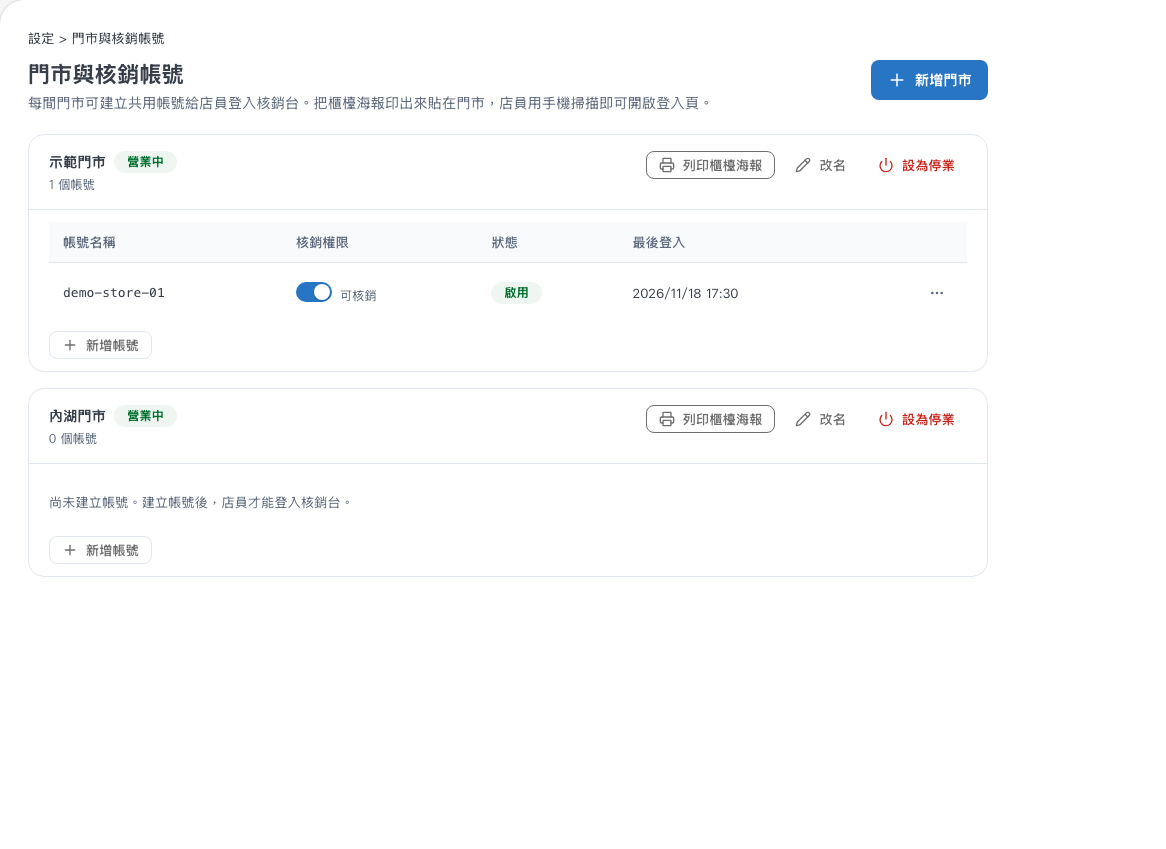 設定 > 門市與核銷帳號
門市與核銷帳號
每間門市可建立共用帳號給店員登入核銷台。把櫃檯海報印出來貼在門市，店員用手機掃描即可開啟登入頁。
新增門市
示範門市 營業中
1 個帳號
列印櫃檯海報 改名 設為停業
帳號名稱 核銷權限 狀態 最後登入
demo-store-01 可核銷 啟用 2026/11/18 17:30
新增帳號
內湖門市 營業中
0 個帳號
列印櫃檯海報 改名 設為停業
尚未建立帳號。建立帳號後，店員才能登入核銷台。
新增帳號